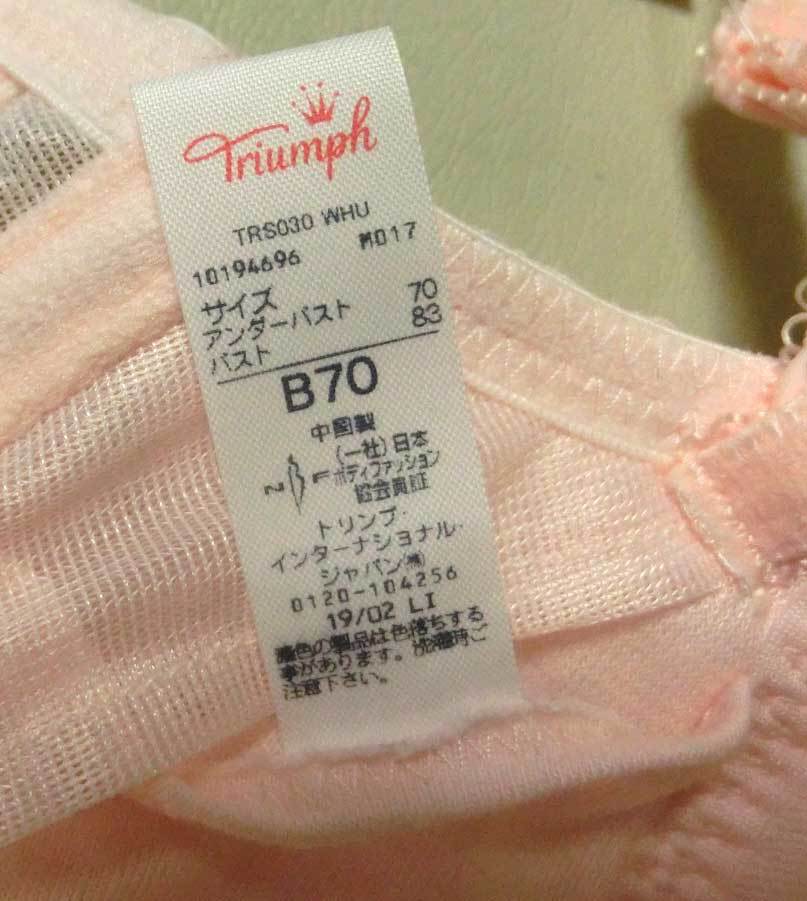 Triumph
TRS030 WHU
10194696 M017
サイズ
アンダーバスト 70
バスト 83
B70
中国製
(一社)日本
ボディファッション
協会員証
トリンプ・
インターナショナル・
ジャパン㈱
0120-104256
19/02 LI
濃色の製品は色落ちする
事があります。洗濯時ご
注意下さい。